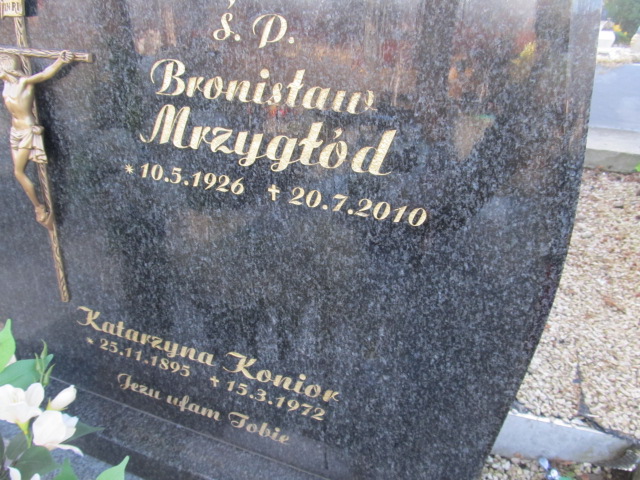 INRI
Ś. P.
Bronisław
Mrzygłód
* 10.5.1926 † 20.7.2010
Katarzyna Konior
* 25.11.1895 † 15.3.1972
Jezu ufam Tobie